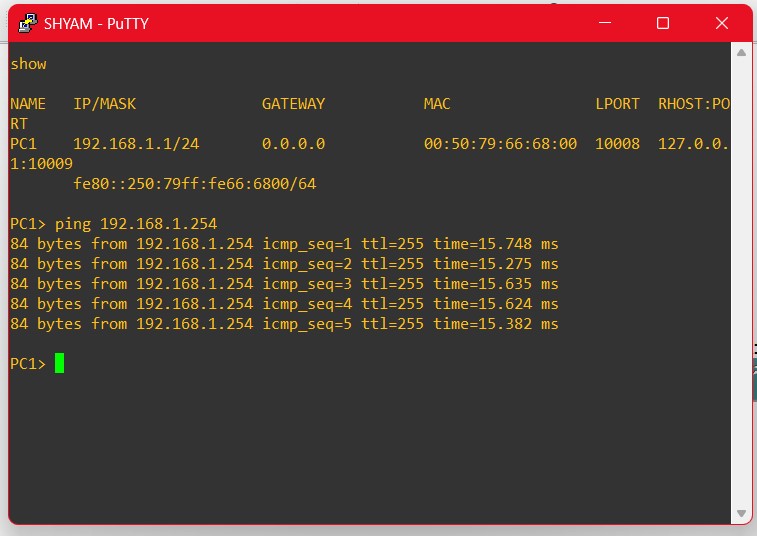 SHYAM - PuTTY
show
NAME   IP/MASK              GATEWAY           MAC                LPORT  RHOST:PO
RT
PC1    192.168.1.1/24       0.0.0.0           00:50:79:66:68:00  10008  127.0.0.
1:10009
       fe80::250:79ff:fe66:6800/64
PC1> ping 192.168.1.254
84 bytes from 192.168.1.254 icmp_seq=1 ttl=255 time=15.748 ms
84 bytes from 192.168.1.254 icmp_seq=2 ttl=255 time=15.275 ms
84 bytes from 192.168.1.254 icmp_seq=3 ttl=255 time=15.635 ms
84 bytes from 192.168.1.254 icmp_seq=4 ttl=255 time=15.624 ms
84 bytes from 192.168.1.254 icmp_seq=5 ttl=255 time=15.382 ms
PC1>